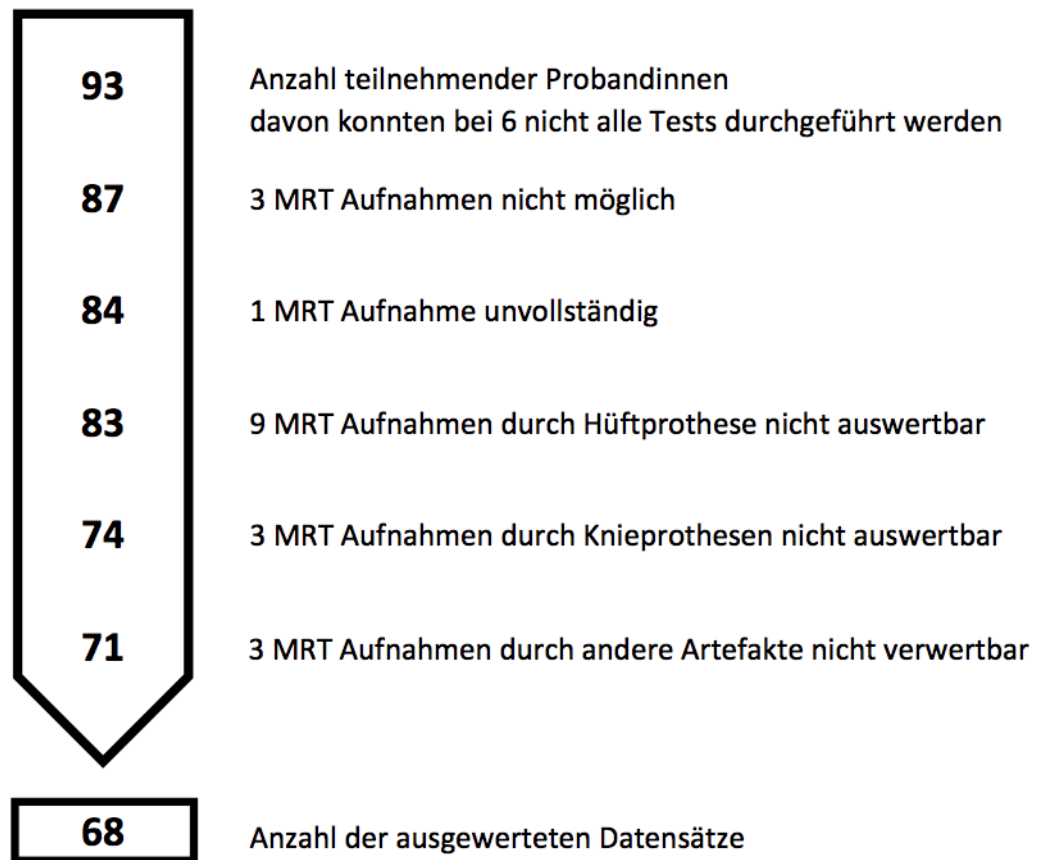 93 Anzahl teilnehmender Probandinnen
davon konnten bei 6 nicht alle Tests durchgeführt werden
87 3 MRT Aufnahmen nicht möglich
84 1 MRT Aufnahme unvollständig
83 9 MRT Aufnahmen durch Hüftprothese nicht auswertbar
74 3 MRT Aufnahmen durch Knieprothesen nicht auswertbar
71 3 MRT Aufnahmen durch andere Artefakte nicht verwertbar
68 Anzahl der ausgewerteten Datensätze